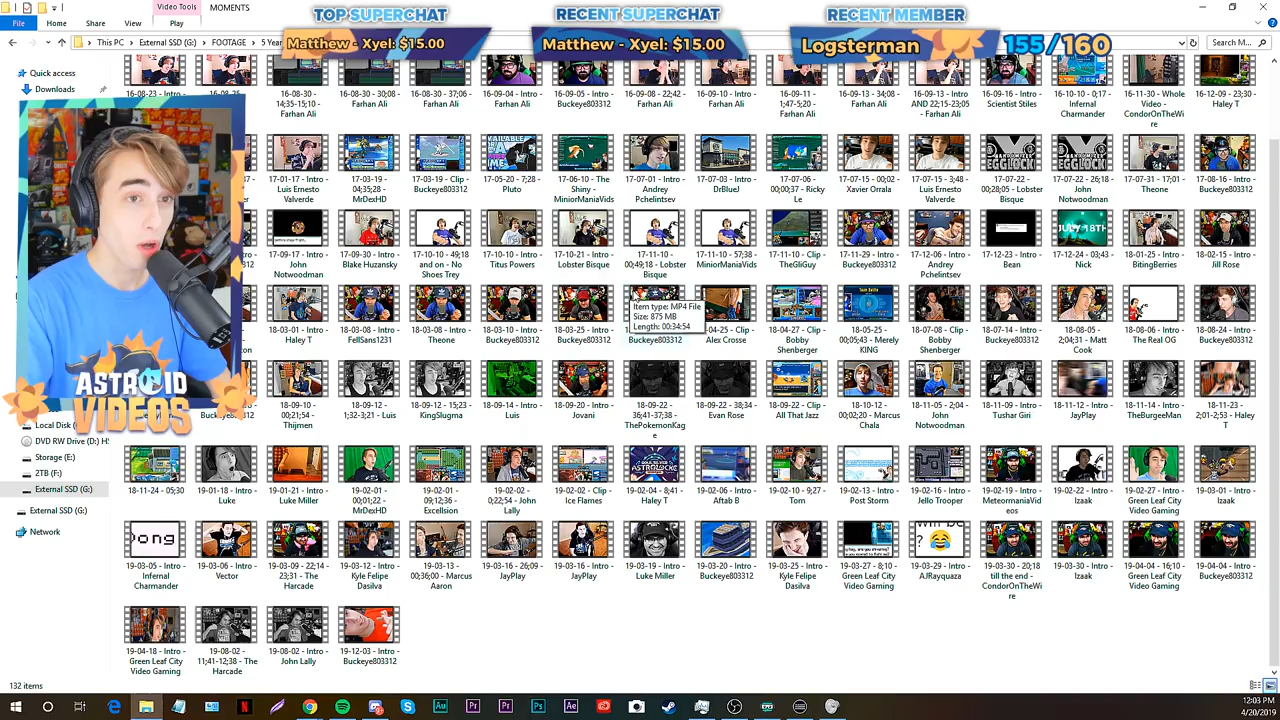 Video Tools
MOMENTS
File
Home
Share
View
Play
This PC > External SSD (G:) > FOOTAGE > 5 Year
Search M...
TOP SUPERCHAT
Matthew - Xyel: $15.00
RECENT SUPERCHAT
Matthew - Xyel: $15.00
RECENT MEMBER
Logsterman
155/160
Quick access
Downloads
ASTROID
VIDEOS
Local Disk (
DVD RW Drive (D:) HS
Storage (E:)
2TB (F:)
External SSD (G:)
External SSD (G:)
Network
16-08-23 - Intro - Farhan Ali
16-08-30 - 14;35-15;10 - Farhan Ali
16-08-30 - 30;08 - Farhan Ali
16-08-30 - 37;06 - Farhan Ali
16-09-04 - Intro - Farhan Ali
16-09-08 - Intro - Buckeye803312
16-09-08 - 22;42 - Farhan Ali
16-09-10 - Intro - Farhan Ali
16-09-11 - 1;47-5;20 - Farhan Ali
16-09-13 - 34;08 - Farhan Ali
16-09-13 - Intro AND 22;15-23;05 - Farhan Ali
16-09-16 - Intro - Scientist Stiles
16-10-10 - 0;17 - Infernal Charmander
16-11-30 - Whole Video - CondorOnTheWire
16-12-09 - 23;30 - Haley T
17-01-17 - Intro - Luis Ernesto Valverde
17-03-19 - 04;35;28 - MrDexHD
17-03-19 - Clip - Buckeye803312
17-05-20 - 7;28 - Pluto
17-06-10 - The Shiny - MiniorManiaVids
17-07-01 - Intro - Andrey Pchelintsev
17-07-03 - Intro - DrBlueJ
17-07-06 - 00;00;37 - Ricky Le
17-07-15 - 00;02 - Xavier Orrala
17-07-15 - 3;48 - Luis Ernesto Valverde
17-07-22 - 00;28;05 - Lobster Bisque
17-07-22 - 26;18 - John Notwoodman
17-07-31 - 17;01 - Theone
17-08-16 - Intro - Buckeye803312
17-09-17 - Intro - John Notwoodman
17-09-30 - Intro - Blake Huzansky
17-10-10 - 49;18 and on - No Shoes Trey
17-10-10 - Intro - Titus Powers
17-10-21 - Intro - Lobster Bisque
17-11-10 - 00;49;18 - Lobster Bisque
17-11-10 - 57;38 - MiniorManiaVids
17-11-10 - Clip - TheGliGuy
17-11-29 - Intro - Buckeye803312
17-12-06 - Intro - Andrey Pchelintsev
17-12-23 - Intro - Bean
17-12-24 - 03;43 - Nick
18-01-25 - Intro - BitingBerries
18-02-15 - Intro - Jill Rose
18-03-01 - Intro - Haley T
18-03-08 - Intro - FellSans1231
18-03-08 - Intro - Theone
18-03-10 - Intro - Buckeye803312
18-03-25 - Intro - Buckeye803312
Item type: MP4 File
Size: 875 MB
Length: 00:34:54
Buckeye803312
04-25 - Clip - Alex Crosse
18-04-27 - Clip - Bobby Shenberger
18-05-25 - 00;05;43 - Merely KING
18-07-08 - Clip - Bobby Shenberger
18-07-14 - Intro - Buckeye803312
18-08-05 - 2;04;31 - Matt Cook
18-08-06 - Intro - The Real OG
18-08-24 - Intro - Buckeye803312
18-09-10 - Intro - Thijmen
18-09-12 - 1;32-3;21 - Luis
18-09-12 - 15;23 - KingSlugma
18-09-14 - Intro - Luis
18-09-20 - Intro - Jovani
18-09-22 - 36;41-37;38 - ThePokemonKage
18-09-22 - 38;34 - Evan Rose
18-09-22 - Clip - All That Jazz
18-10-12 - 00;02;20 - Marcus Chala
18-11-05 - 2;04 - John Notwoodman
18-11-09 - Intro - Tushar Giri
18-11-12 - Intro - JayPlay
18-11-14 - Intro - TheBurgeeMan
18-11-23 - 2;01-2;53 - Haley T
18-11-24 - 05;30
19-01-18 - Intro - Luke
19-01-21 - Intro - Luke Miller
19-02-01 - 00;01;22 - MrDexHD
19-02-01 - 09;12;36 - Excellsion
19-02-02 - 0;22;54 - John Lally
19-02-02 - Clip - Ice Flames
19-02-04 - 8;41 - Haley T
19-02-06 - Intro - Aftab B
19-02-10 - 9;27 - Tom
19-02-13 - Intro - Post Storm
19-02-16 - Intro - Jello Trooper
19-02-19 - Intro - MeteormaniaVideos
19-02-22 - Intro - Izaak
19-02-27 - Intro - Green Leaf City Video Gaming
19-03-01 - Intro - Izaak
19-03-05 - Intro - Infernal Charmander
19-03-06 - Intro - Vector
19-03-09 - 22;14-23;31 - The Harcade
19-03-12 - Intro - Kyle Felipe Dasilva
19-03-13 - 00;36;00 - Marcus Aaron
19-03-16 - 26;09 - JayPlay
19-03-16 - Intro - JayPlay
19-03-19 - Intro - Luke Miller
19-03-20 - Intro - Buckeye803312
19-03-25 - Intro - Kyle Felipe Dasilva
19-03-27 - 8;10 - Green Leaf City Video Gaming
19-03-29 - Intro - AJRayquaza
19-03-30 - 20;18 till the end - CondorOnTheWire
19-03-30 - Intro - Izaak
19-04-04 - 16;10 - Green Leaf City Video Gaming
19-04-04 - Intro - Buckeye803312
19-04-18 - Intro - Green Leaf City Video Gaming
19-08-02 - 11;41-12;38 - The Harcade
19-08-02 - Intro - John Lally
19-12-03 - Intro - Buckeye803312
132 items
12:03 PM
4/20/2019